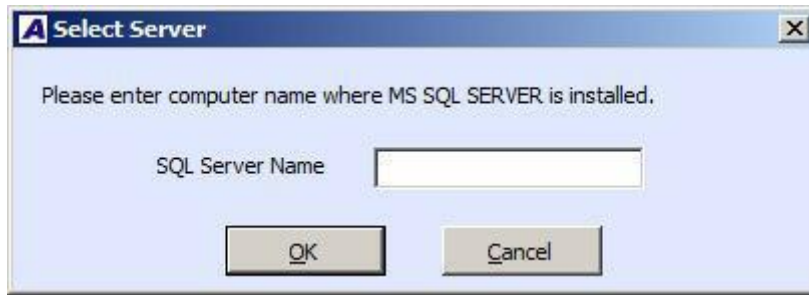 A Select Server
Please enter computer name where MS SQL SERVER is installed.
SQL Server Name
OK Cancel